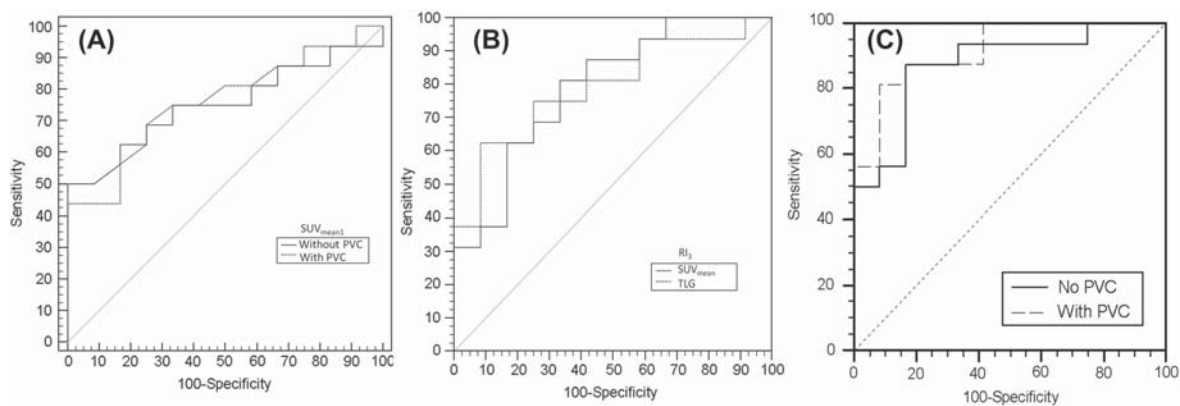 (A)
100
90
80
70
60
50
40
30
20
10
0
Sensitivity
SUVmean1
Without PVC
With PVC
0 10 20 30 40 50 60 70 80 90 100
100-Specificity
(B)
100
90
80
70
60
50
40
30
20
10
0
Sensitivity
RI3
SUVmean
TLG
0 10 20 30 40 50 60 70 80 90 100
100-Specificity
(C)
100
80
60
40
20
0
Sensitivity
No PVC
With PVC
0 20 40 60 80 100
100-Specificity